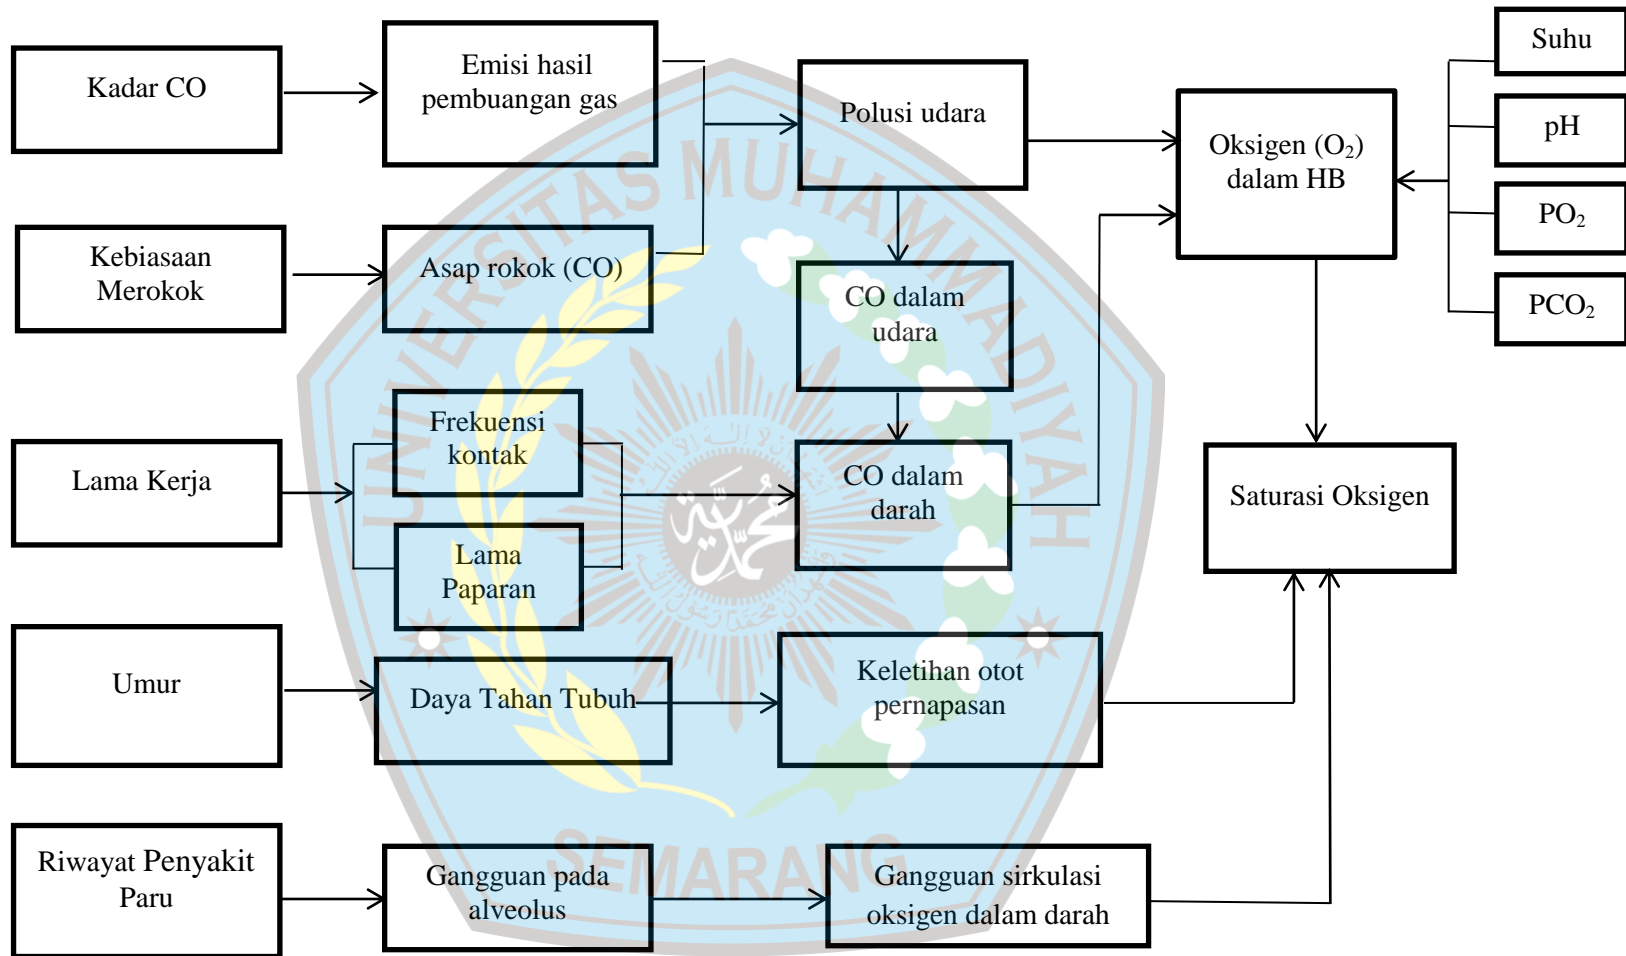 Kadar CO
Emisi hasil
pembuangan gas
Polusi udara
Oksigen (O₂)
dalam HB
Suhu
pH
PO₂
PCO₂
Kebiasaan
Merokok
Asap rokok (CO)
CO dalam
udara
Lama Kerja
Frekuensi
kontak
Lama
Paparan
CO dalam
darah
Saturasi Oksigen
Umur
Daya Tahan Tubuh
Keletihan otot
pernapasan
Riwayat Penyakit
Paru
Gangguan pada
alveolus
Gangguan sirkulasi
oksigen dalam darah
UNIVERSITAS MUHAMMADIYAH
SEMARANG